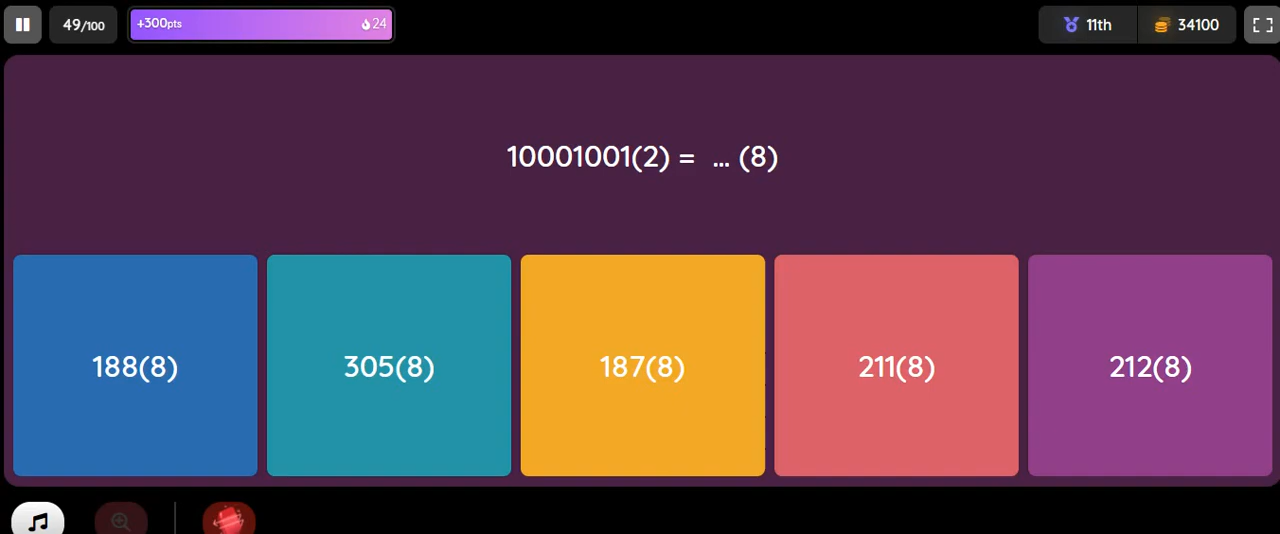 49/100
+300pts
24
11th
34100
10001001(2) = ... (8)
188(8)
305(8)
187(8)
211(8)
212(8)